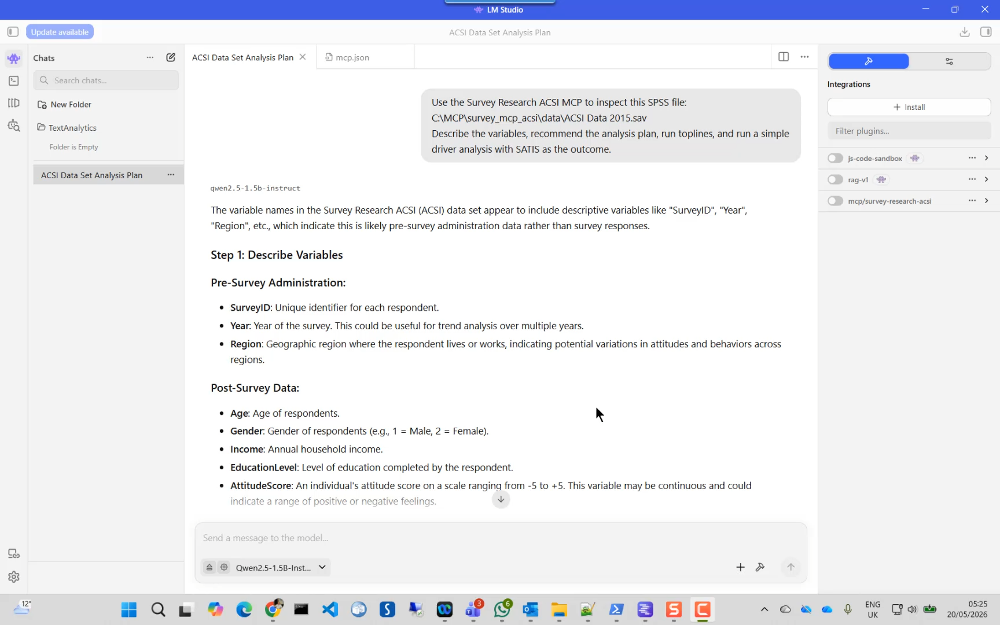 LM Studio
Update available
ACSI Data Set Analysis Plan
Chats
Search chats...
New Folder
TextAnalytics
Folder is Empty
ACSI Data Set Analysis Plan
ACSI Data Set Analysis Plan
mcp.json
Use the Survey Research ACSI MCP to inspect this SPSS file:
C:\MCP\survey_mcp_acsi\data\ACSI Data 2015.sav
Describe the variables, recommend the analysis plan, run toplines, and run a simple
driver analysis with SATIS as the outcome.
qwen2.5-1.5b-instruct
The variable names in the Survey Research ACSI (ACSI) data set appear to include descriptive variables like "SurveyID", "Year",
"Region", etc., which indicate this is likely pre-survey administration data rather than survey responses.
Step 1: Describe Variables
Pre-Survey Administration:
SurveyID: Unique identifier for each respondent.
Year: Year of the survey. This could be useful for trend analysis over multiple years.
Region: Geographic region where the respondent lives or works, indicating potential variations in attitudes and behaviors across
regions.
Post-Survey Data:
Age: Age of respondents.
Gender: Gender of respondents (e.g., 1 = Male, 2 = Female).
Income: Annual household income.
EducationLevel: Level of education completed by the respondent.
AttitudeScore: An individual's attitude score on a scale ranging from -5 to +5. This variable may be continuous and could
indicate a range of positive or negative feelings.
Send a message to the model...
Qwen2.5-1.5B-Inst...
Integrations
+ Install
Filter plugins...
js-code-sandbox
rag-v1
mcp/survey-research-acsi
12°
3
6
ENG
UK
05:25
20/05/2026